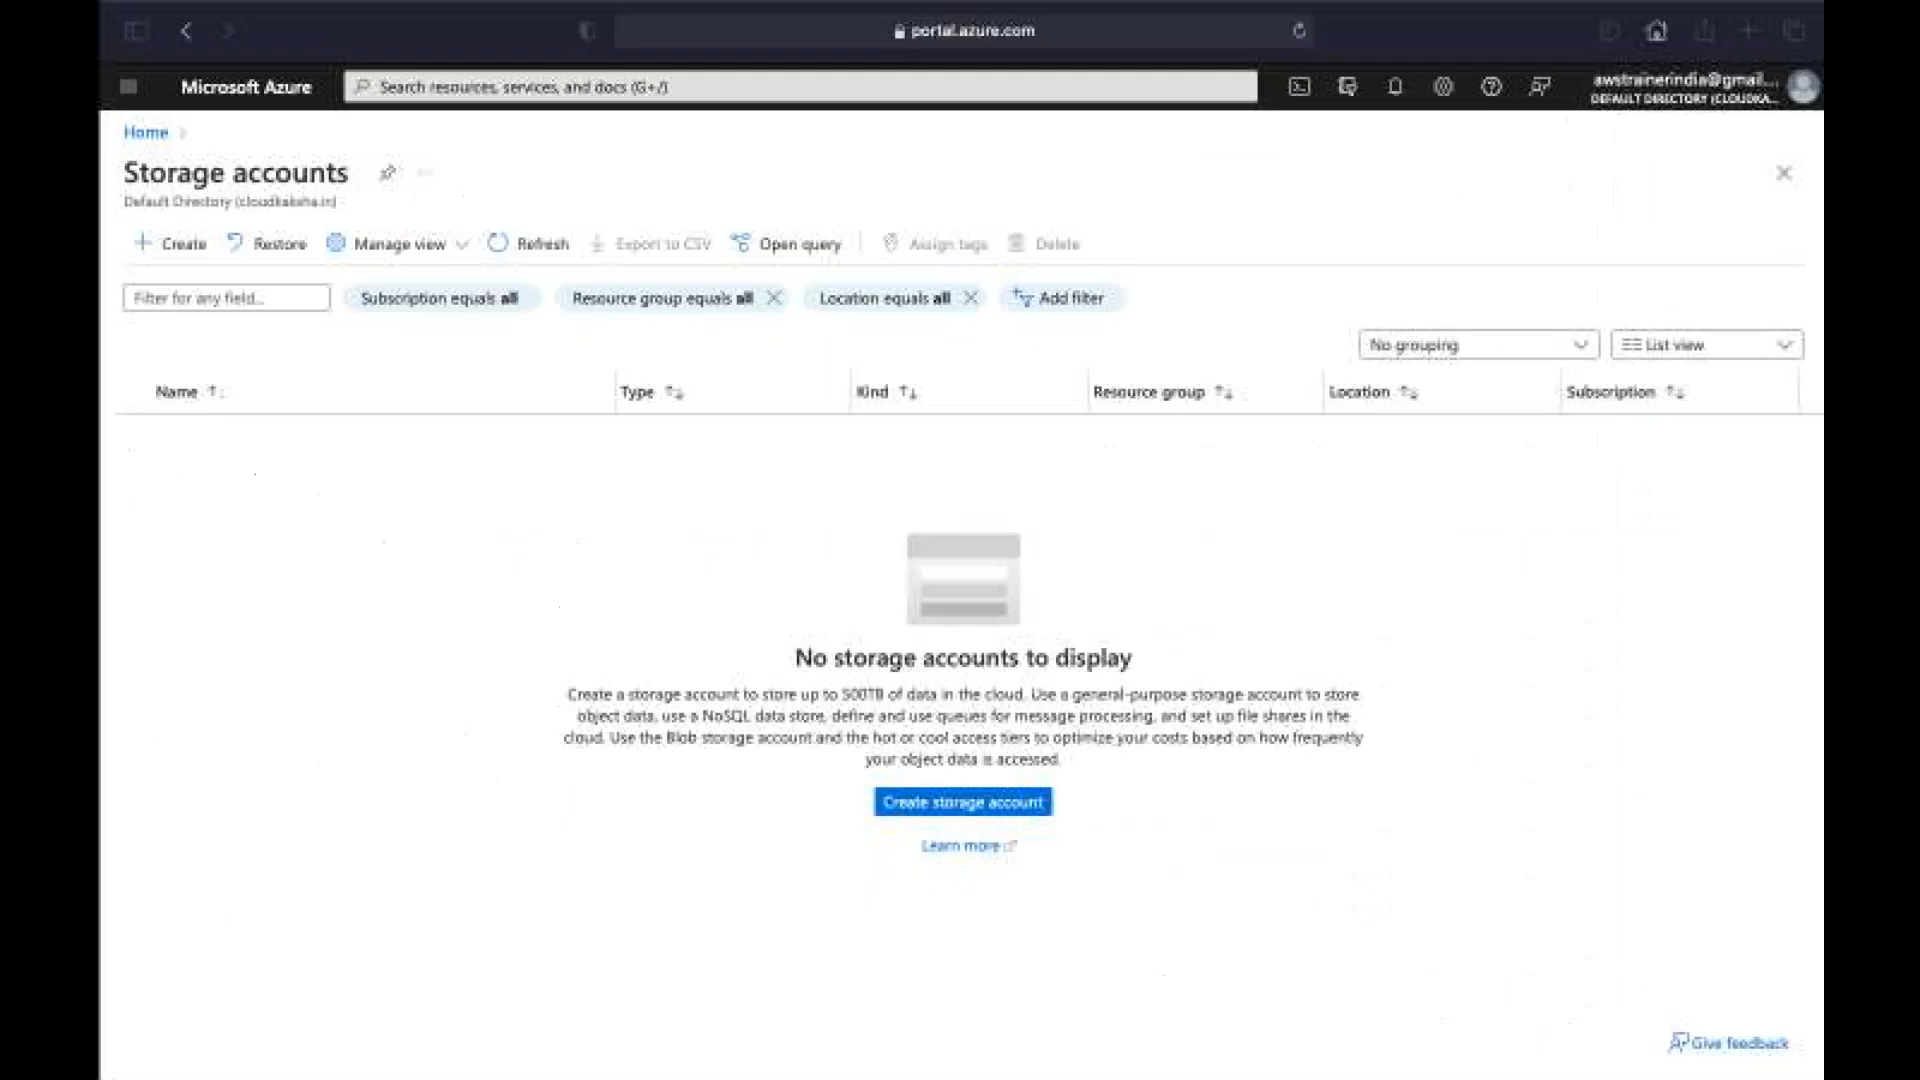 portal.azure.com
Microsoft Azure
Search resources, services, and docs (G+/)
awstrainerindia@gmail....
DEFAULT DIRECTORY (CLOUDKA...
Home
Storage accounts
Default Directory (cloudkaksha.in)
Create Restore Manage view Refresh Export to CSV Open query Assign tags Delete
Filter for any field... Subscription equals all Resource group equals all Location equals all Add filter
No grouping List view
Name Type Kind Resource group Location Subscription
No storage accounts to display
Create a storage account to store up to 500TB of data in the cloud. Use a general-purpose storage account to store
object data, use a NoSQL data store, define and use queues for message processing, and set up file shares in the
cloud. Use the Blob storage account and the hot or cool access tiers to optimize your costs based on how frequently
your object data is accessed.
Create storage account
Learn more
Give feedback